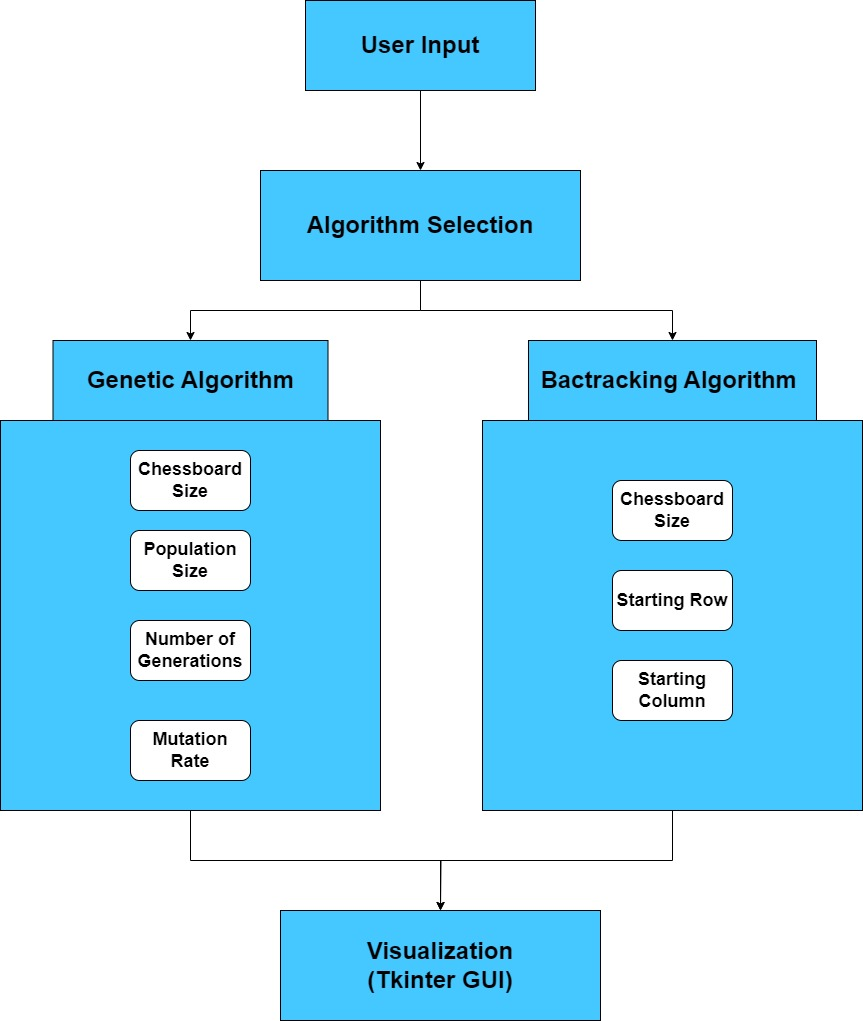 User Input
Algorithm Selection
Genetic Algorithm
Bactracking Algorithm
Chessboard
Size
Population
Size
Number of
Generations
Mutation
Rate
Chessboard
Size
Starting Row
Starting
Column
Visualization
(Tkinter GUI)